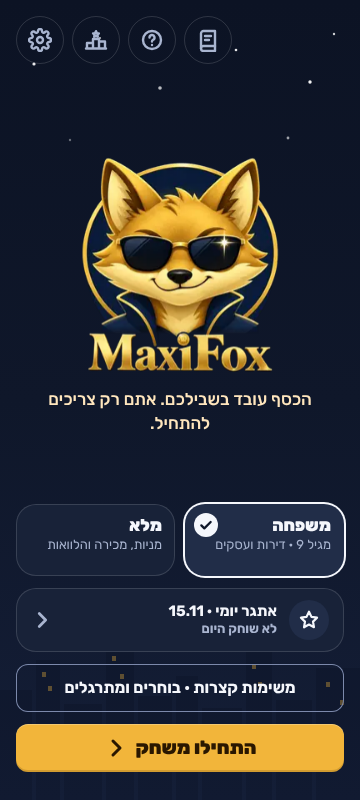 MaxiFox
הכסף עובד בשבילכם. אתם רק צריכים
להתחיל.
משפחה
מגיל 9 • דירות ועסקים
מלא
מניות, מכירה והלוואות
אתגר יומי • 15.11
לא שוחק היום
משימות קצרות • בוחרים ומתרגלים
התחילו משחק